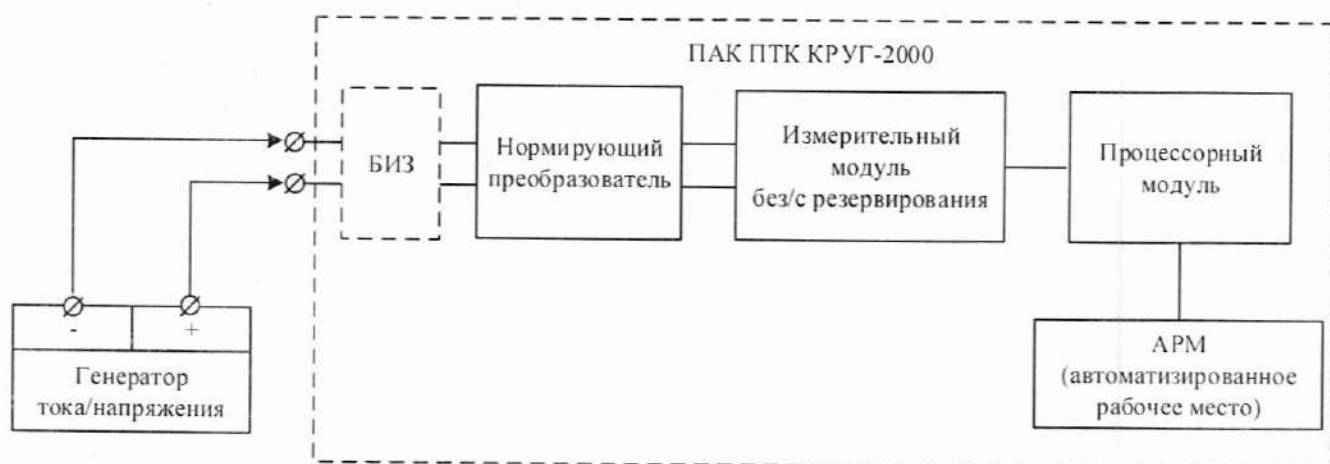 ПАК ПТК КРУГ-2000
БИЗ
Нормирующий
преобразователь
Измерительный
модуль
без/с резервирования
Процессорный
модуль
- +
Генератор
тока/напряжения
АРМ
(автоматизированное
рабочее место)